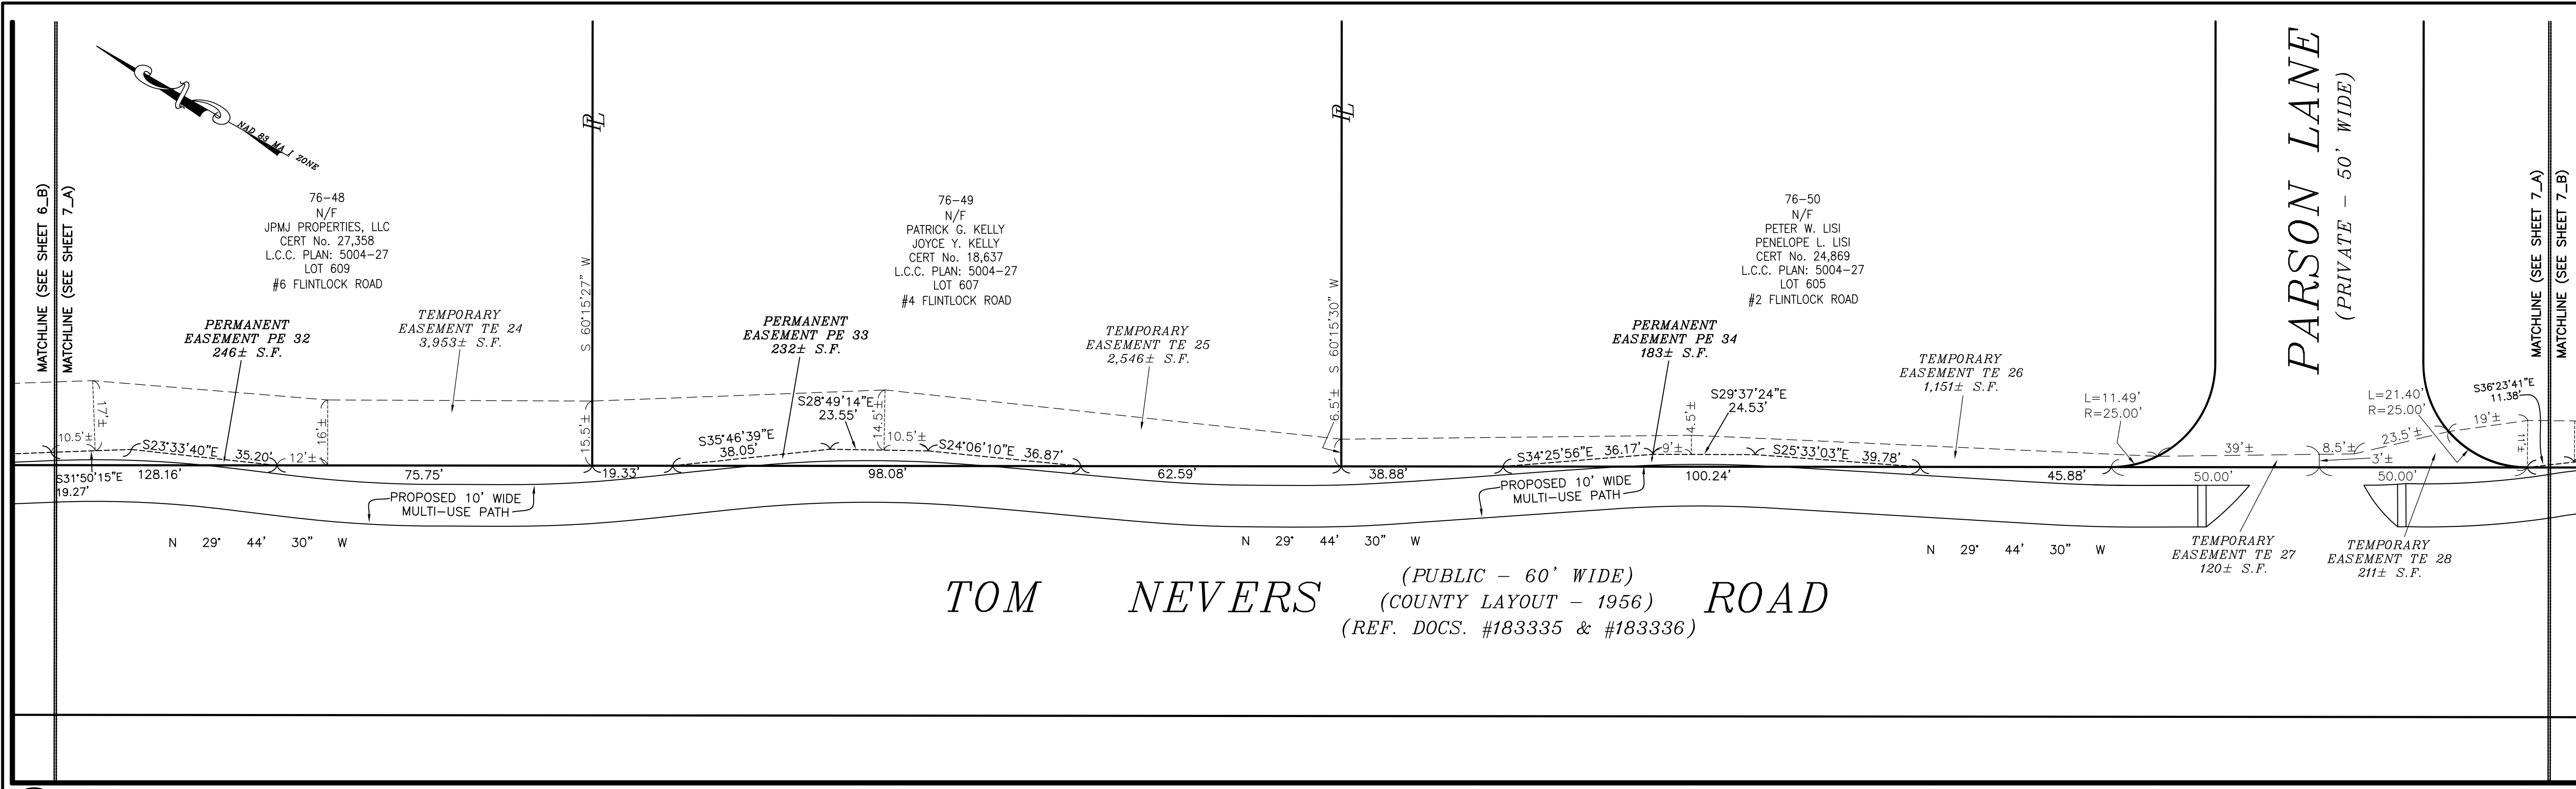 MATCHLINE (SEE SHEET 6_B)
MATCHLINE (SEE SHEET 7_A)
NAD 83 MA I ZONE
76-48
N/F
JPMJ PROPERTIES, LLC
CERT No. 27,358
L.C.C. PLAN: 5004-27
LOT 609
#6 FLINTLOCK ROAD
PERMANENT
EASEMENT PE 32
246± S.F.
TEMPORARY
EASEMENT TE 24
3,953± S.F.
17'±
10.5'±
S23°33'40"E 35.20'
12'±
16'±
S31°50'15"E
19.27'
128.16'
75.75'
PL
S 60°15'27" W
15.5'±
76-49
N/F
PATRICK G. KELLY
JOYCE Y. KELLY
CERT No. 18,637
L.C.C. PLAN: 5004-27
LOT 607
#4 FLINTLOCK ROAD
PERMANENT
EASEMENT PE 33
232± S.F.
TEMPORARY
EASEMENT TE 25
2,546± S.F.
S35°46'39"E
38.05'
S28°49'14"E
23.55'
14.5'±
10.5'±
S24°06'10"E 36.87'
19.33'
98.08'
62.59'
PL
S 60°15'30" W
6.5'±
76-50
N/F
PETER W. LISI
PENELOPE L. LISI
CERT No. 24,869
L.C.C. PLAN: 5004-27
LOT 605
#2 FLINTLOCK ROAD
PERMANENT
EASEMENT PE 34
183± S.F.
TEMPORARY
EASEMENT TE 26
1,151± S.F.
S34°25'56"E 36.17'
9'±
4.5'±
S29°37'24"E
24.53'
S25°33'03"E 39.78'
38.88'
100.24'
45.88'
L=11.49'
R=25.00'
PARSON LANE
(PRIVATE - 50' WIDE)
39'±
8.5'±
3'±
23.5'±
19'±
11'±
L=21.40'
R=25.00'
S36°23'41"E
11.38'
50.00'
50.00'
MATCHLINE (SEE SHEET 7_A)
MATCHLINE (SEE SHEET 7_B)
PROPOSED 10' WIDE
MULTI-USE PATH
PROPOSED 10' WIDE
MULTI-USE PATH
N 29° 44' 30" W
N 29° 44' 30" W
N 29° 44' 30" W
TEMPORARY
EASEMENT TE 27
120± S.F.
TEMPORARY
EASEMENT TE 28
211± S.F.
TOM NEVERS ROAD
(PUBLIC - 60' WIDE)
(COUNTY LAYOUT - 1956)
(REF. DOCS. #183335 & #183336)